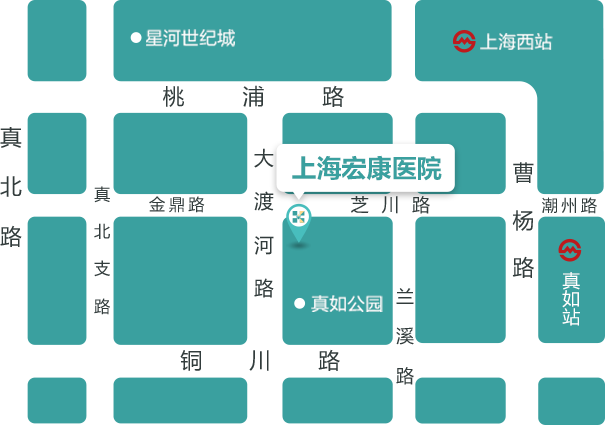 星河世纪城
上海西站
桃浦路
真北路
大渡河路
上海宏康医院
曹杨路
真北支路
金鼎路
芝川路
潮州路
真如站
真如公园
兰溪路
铜川路